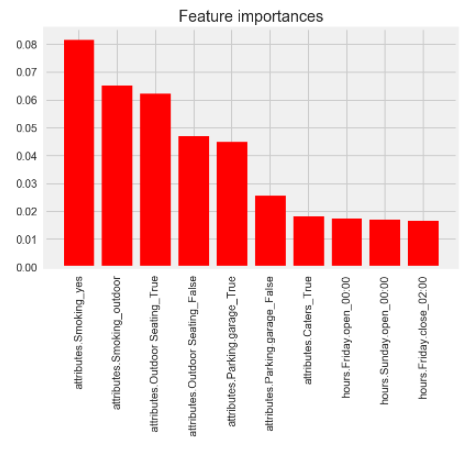 Feature importances
0.08
0.07
0.06
0.05
0.04
0.03
0.02
0.01
0.00
attributes.Smoking_yes
attributes.Smoking_outdoor
attributes.Outdoor Seating_True
attributes.Outdoor Seating_False
attributes.Parking.garage_True
attributes.Parking.garage_False
attributes.Caters_True
hours.Friday.open_00:00
hours.Sunday.open_00:00
hours.Friday.close_02:00